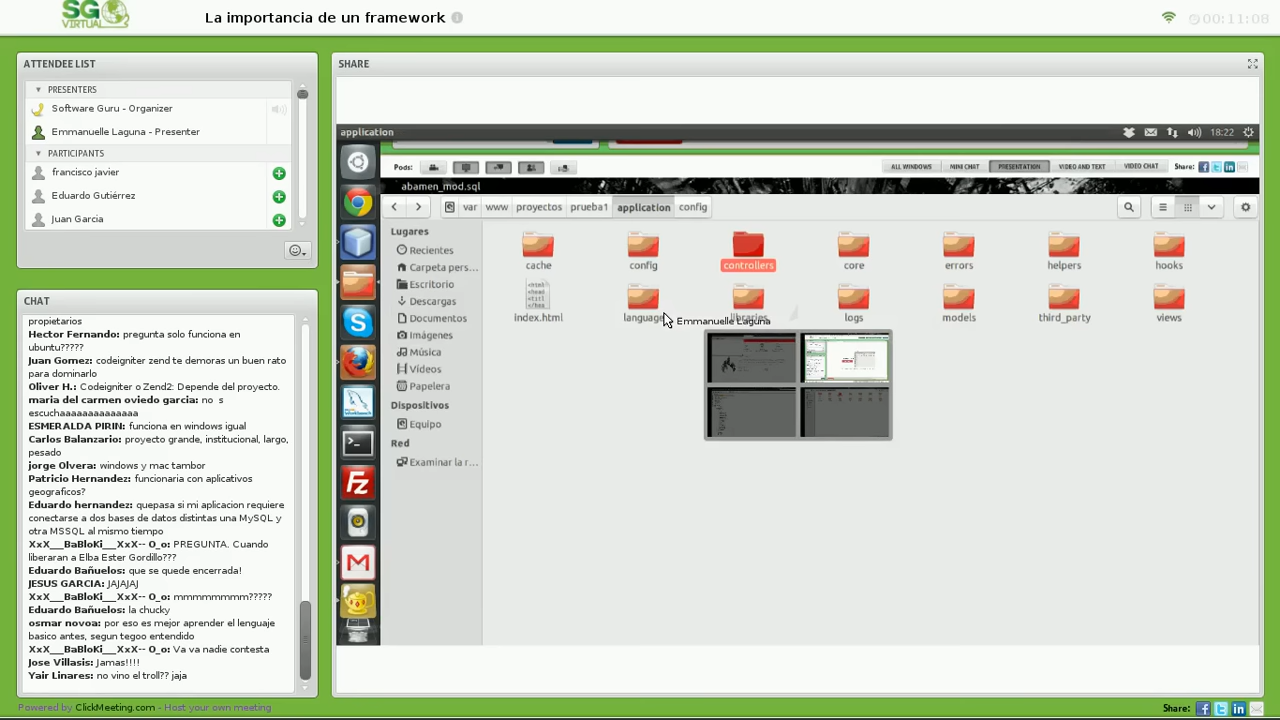 SG VIRTUAL
La importancia de un framework
00:11:08
ATTENDEE LIST
PRESENTERS
Software Guru - Organizer
Emmanuelle Laguna - Presenter
PARTICIPANTS
francisco javier
Eduardo Gutiérrez
Juan Garcia
CHAT
propietarios
Hector Fernando: pregunta solo funciona en
ubuntu?????
Juan Gomez: codeigniter zend te demoras un buen rato
para dominarlo
Oliver H.: Codeigniter o Zend2: Depende del proyecto.
maria del carmen oviedo garcia: no s
escuchaaaaaaaaaaaaa
ESMERALDA PIRIN: funciona en windows igual
Carlos Balanzario: proyecto grande, institucional, largo,
pesado
jorge Olvera: windows y mac tambor
Patricio Hernandez: funcionaria con aplicativos
geograficos?
Eduardo hernandez: quepasa si mi aplicacion requiere
conectarse a dos bases de datos distintas una MySQL y
otra MSSQL al mismo tiempo
XxX___BaBloKi___XxX-- O_o: PREGUNTA. Cuando
liberaran a Elba Ester Gordillo???
Eduardo Bañuelos: que se quede encerrada!
JESUS GARCIA: JAJAJAJ
XxX___BaBloKi___XxX-- O_o: mmmmmmmm?????
Eduardo Bañuelos: la chucky
osmar novoa: por eso es mejor aprender el lenguaje
basico antes, segun tegoo entendido
XxX___BaBloKi___XxX-- O_o: Va va nadie contesta
Jose Villasis: Jamas!!!!
Yair Linares: no vino el troll?? jaja
SHARE
application
18:22
Pods:
ALL WINDOWS
MINI CHAT
PRESENTATION
VIDEO AND TEXT
VIDEO CHAT
Share:
abamen_mod.sql
var www proyectos prueba1 application config
Lugares
Recientes
Carpeta pers...
Escritorio
Descargas
Documentos
Imágenes
Música
Vídeos
Papelera
Dispositivos
Equipo
Red
Examinar la r...
cache config controllers core errors helpers hooks
index.html language libraries logs models third_party views
Emmanuelle Laguna
Powered by ClickMeeting.com - Host your own meeting
Share: